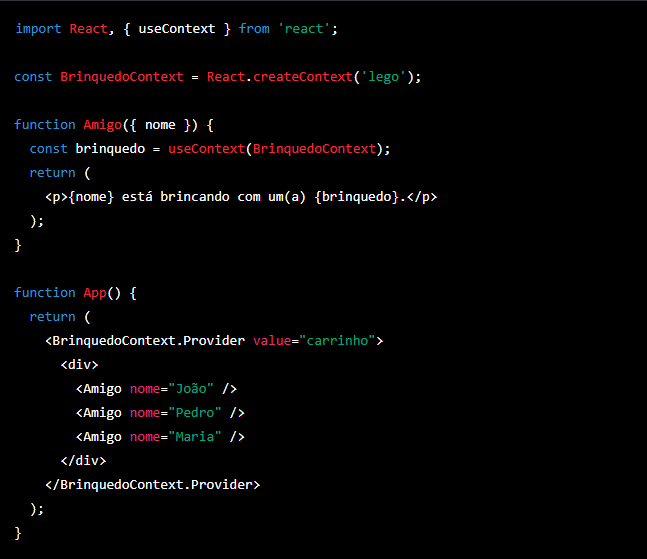 import React, { useContext } from 'react';
const BrinquedoContext = React.createContext('lego');
function Amigo({ nome }) {
  const brinquedo = useContext(BrinquedoContext);
  return (
    <p>{nome} está brincando com um(a) {brinquedo}.</p>
  );
}
function App() {
  return (
    <BrinquedoContext.Provider value="carrinho">
      <div>
        <Amigo nome="João" />
        <Amigo nome="Pedro" />
        <Amigo nome="Maria" />
      </div>
    </BrinquedoContext.Provider>
  );
}